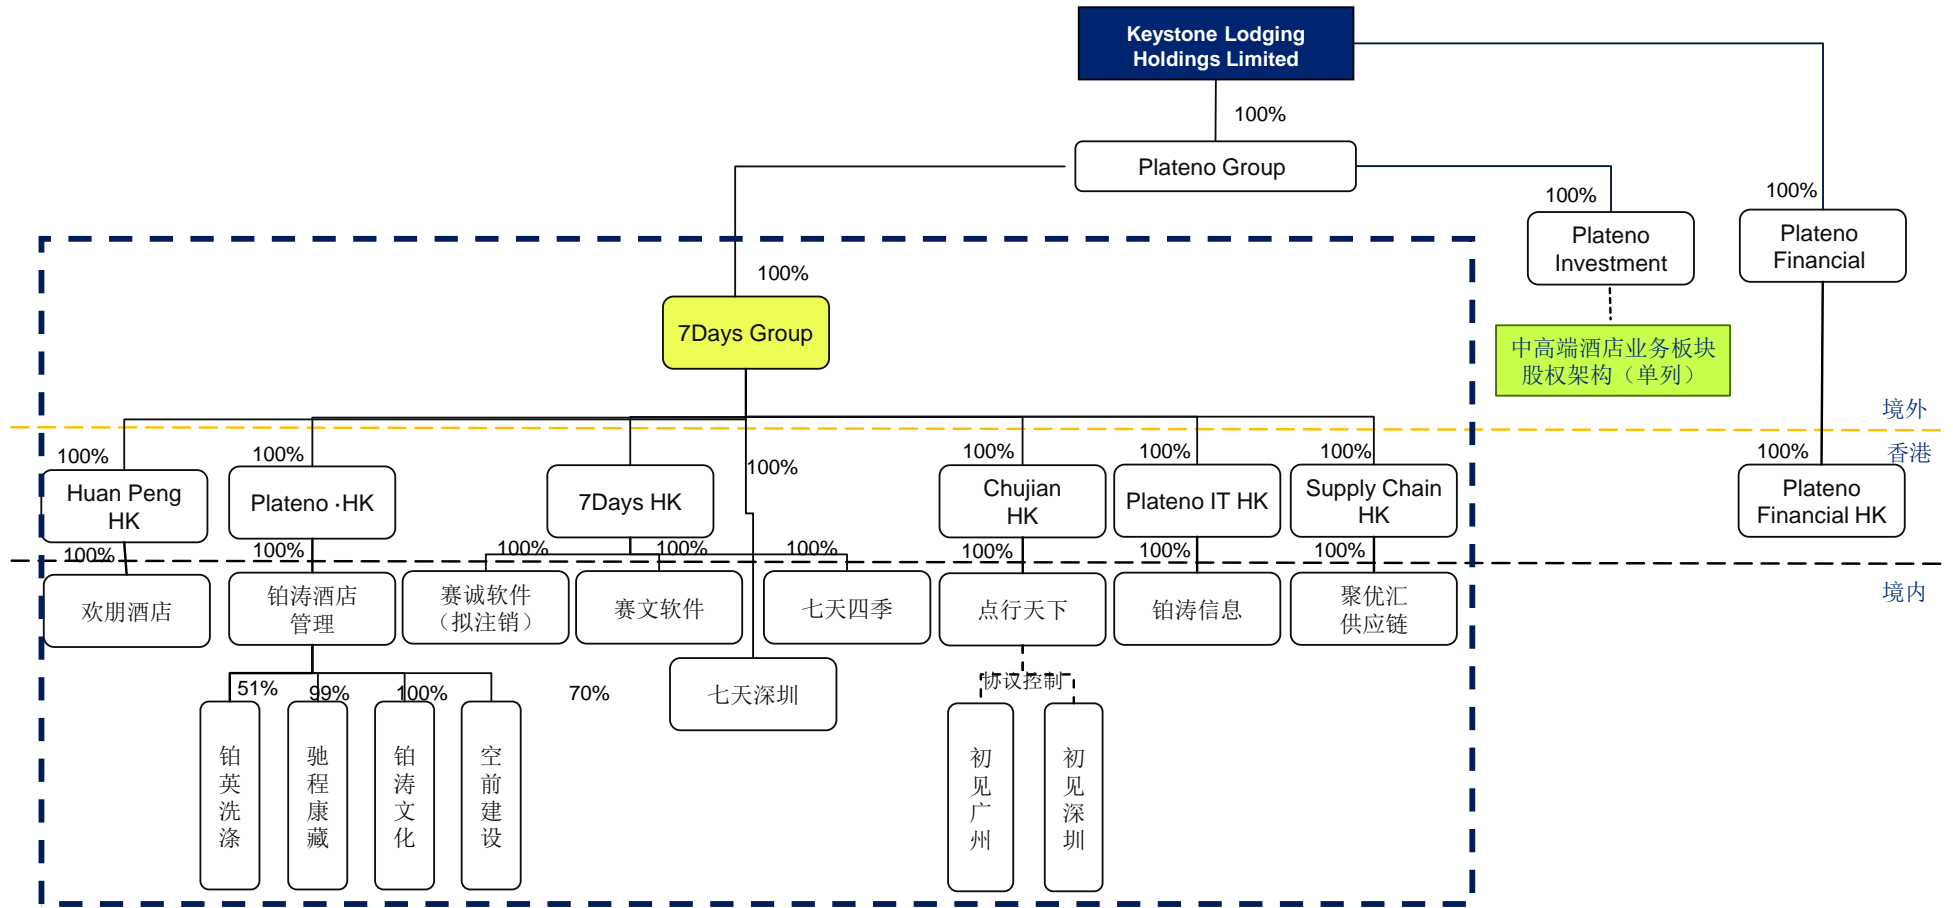 Keystone Lodging
Holdings Limited
100%
Plateno Group
100%
100%
Plateno
Investment
Plateno
Financial
100%
7Days Group
中高端酒店业务板块
股权架构（单列）
境外
100%
100%
100%
100%
100%
100%
100%
香港
Huan Peng
HK
Plateno ·HK
7Days HK
Chujian
HK
Plateno IT HK
Supply Chain
HK
Plateno
Financial HK
100%
100%
100%
100%
100%
100%
100%
100%
境内
欢朋酒店
铂涛酒店
管理
赛诚软件
（拟注销）
赛文软件
七天四季
点行天下
铂涛信息
聚优汇
供应链
51%
99%
100%
70%
七天深圳
协议控制
铂英洗涤
驰程康藏
铂涛文化
空前建设
初见广州
初见深圳